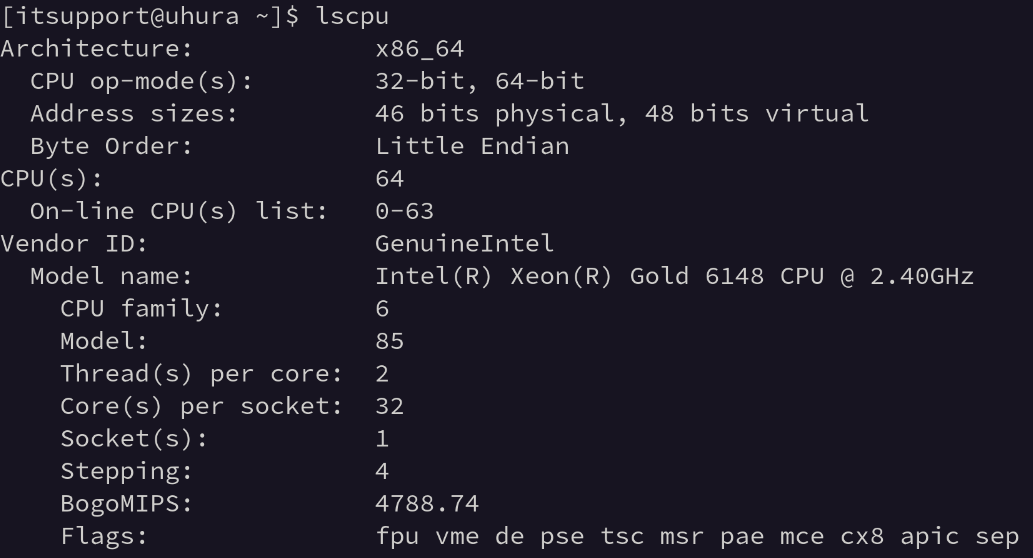 [itsupport@uhura ~]$ lscpu
Architecture: x86_64
CPU op-mode(s): 32-bit, 64-bit
Address sizes: 46 bits physical, 48 bits virtual
Byte Order: Little Endian
CPU(s): 64
On-line CPU(s) list: 0-63
Vendor ID: GenuineIntel
Model name: Intel(R) Xeon(R) Gold 6148 CPU @ 2.40GHz
CPU family: 6
Model: 85
Thread(s) per core: 2
Core(s) per socket: 32
Socket(s): 1
Stepping: 4
BogoMIPS: 4788.74
Flags: fpu vme de pse tsc msr pae mce cx8 apic sep